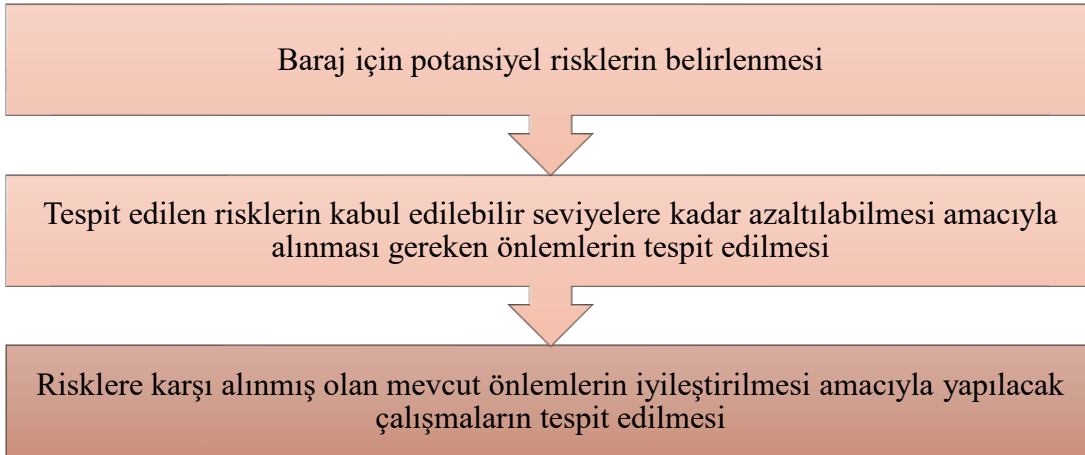 Baraj için potansiyel risklerin belirlenmesi
Tespit edilen risklerin kabul edilebilir seviyelere kadar azaltılabilmesi amacıyla
alınması gereken önlemlerin tespit edilmesi
Risklere karşı alınmış olan mevcut önlemlerin iyileştirilmesi amacıyla yapılacak
çalışmaların tespit edilmesi